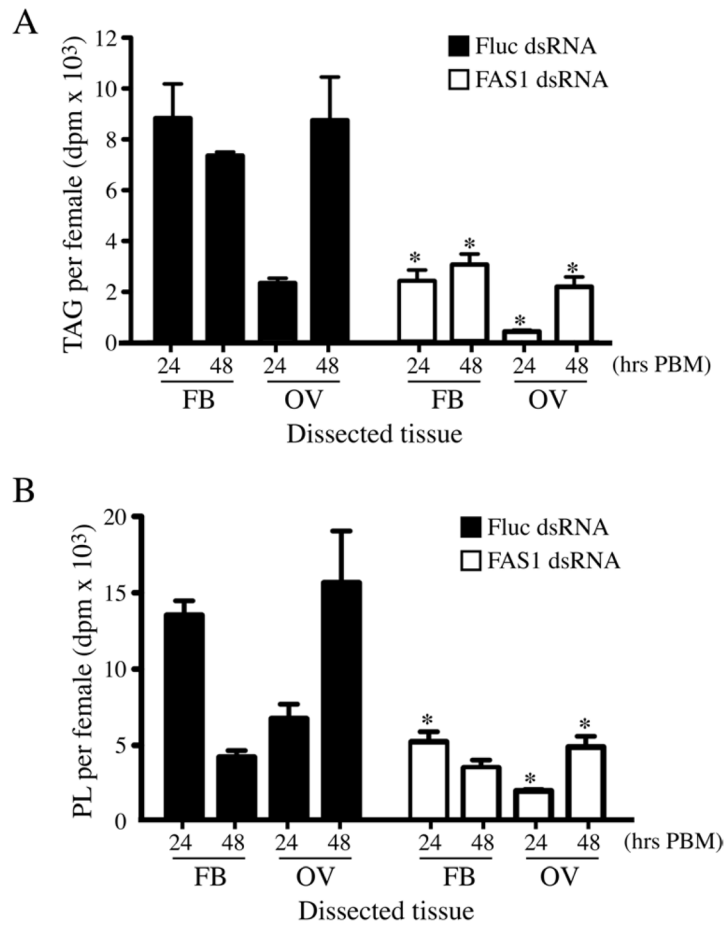 A
TAG per female (dpm x 10³)
12
10
8
6
4
2
0
Fluc dsRNA
FAS1 dsRNA
* * * *
24 48 24 48 24 48 24 48 (hrs PBM)
FB OV FB OV
Dissected tissue
B
PL per female (dpm x 10³)
20
15
10
5
0
Fluc dsRNA
FAS1 dsRNA
* * *
24 48 24 48 24 48 24 48 (hrs PBM)
FB OV FB OV
Dissected tissue